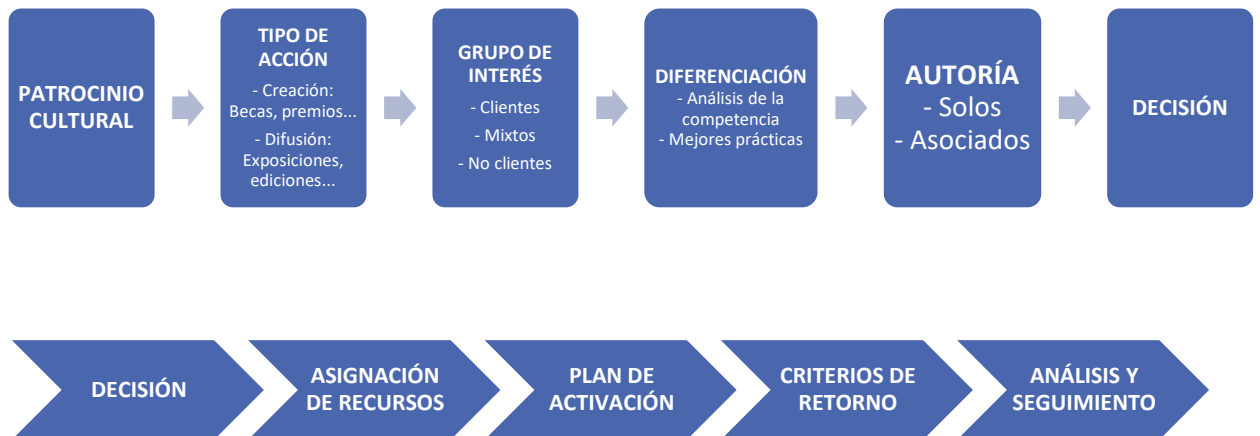 PATROCINIO
CULTURAL
TIPO DE
ACCIÓN
- Creación:
Becas, premios...
- Difusión:
Exposiciones,
ediciones...
GRUPO DE
INTERÉS
- Clientes
- Mixtos
- No clientes
DIFERENCIACIÓN
- Análisis de la
competencia
- Mejores prácticas
AUTORÍA
- Solos
- Asociados
DECISIÓN
DECISIÓN
ASIGNACIÓN
DE RECURSOS
PLAN DE
ACTIVACIÓN
CRITERIOS DE
RETORNO
ANÁLISIS Y
SEGUIMIENTO